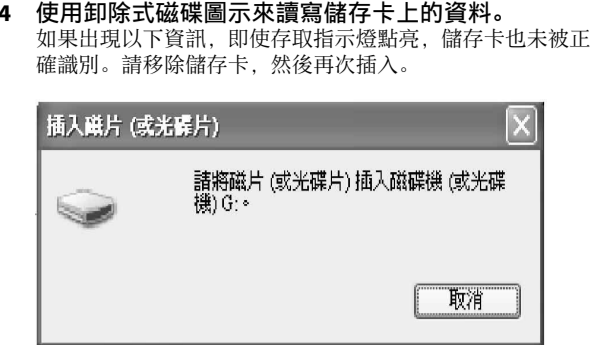 4 使用卸除式磁碟圖示來讀寫儲存卡上的資料。
如果出現以下資訊，即使存取指示燈點亮，儲存卡也未被正
確識別。請移除儲存卡，然後再次插入。
插入磁片 (或光碟片)
請將磁片 (或光碟片) 插入磁碟機 (或光碟
機) G:。
取消